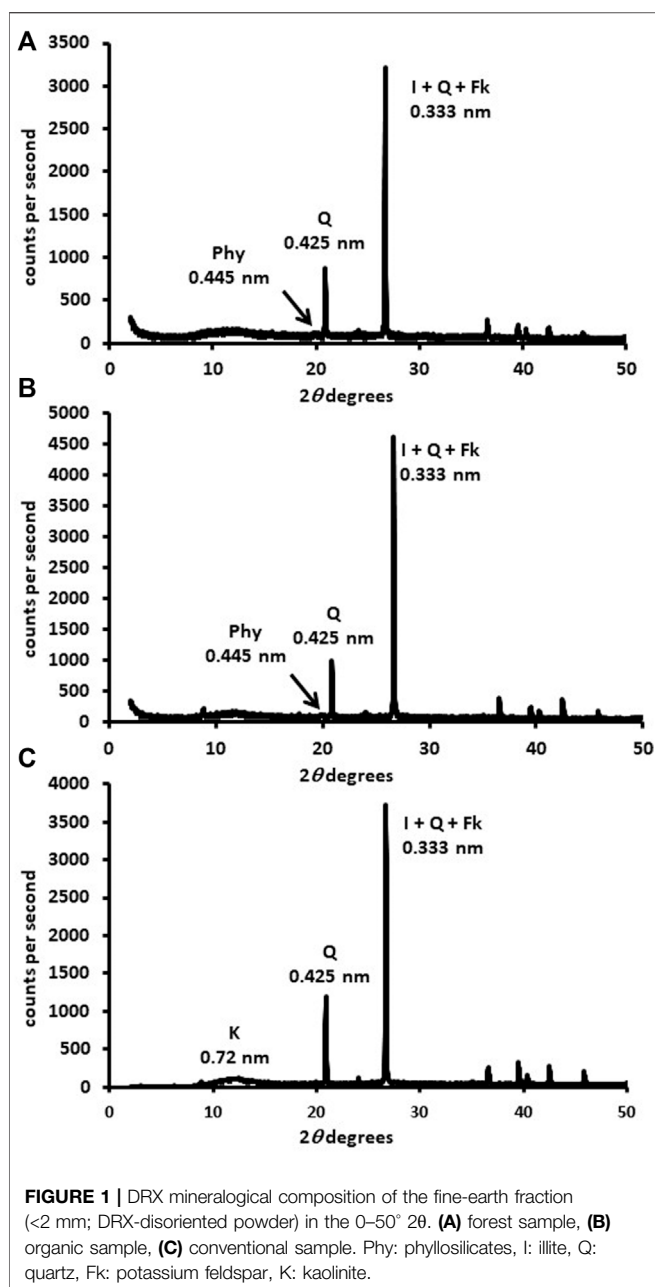 A
3500
3000
2500
2000
1500
1000
500
0
counts per second
I + Q + Fk
0.333 nm
Q
0.425 nm
Phy
0.445 nm
0 10 20 30 40 50
2θ degrees
B
5000
4500
4000
3500
3000
2500
2000
1500
1000
500
0
counts per second
I + Q + Fk
0.333 nm
Q
0.425 nm
Phy
0.445 nm
0 10 20 30 40 50
2θ degrees
C
4000
3500
3000
2500
2000
1500
1000
500
0
counts per second
I + Q + Fk
0.333 nm
Q
0.425 nm
K
0.72 nm
0 10 20 30 40 50
2θ degrees
FIGURE 1 | DRX mineralogical composition of the fine-earth fraction
(<2 mm; DRX-disoriented powder) in the 0–50° 2θ. (A) forest sample, (B)
organic sample, (C) conventional sample. Phy: phyllosilicates, I: illite, Q:
quartz, Fk: potassium feldspar, K: kaolinite.